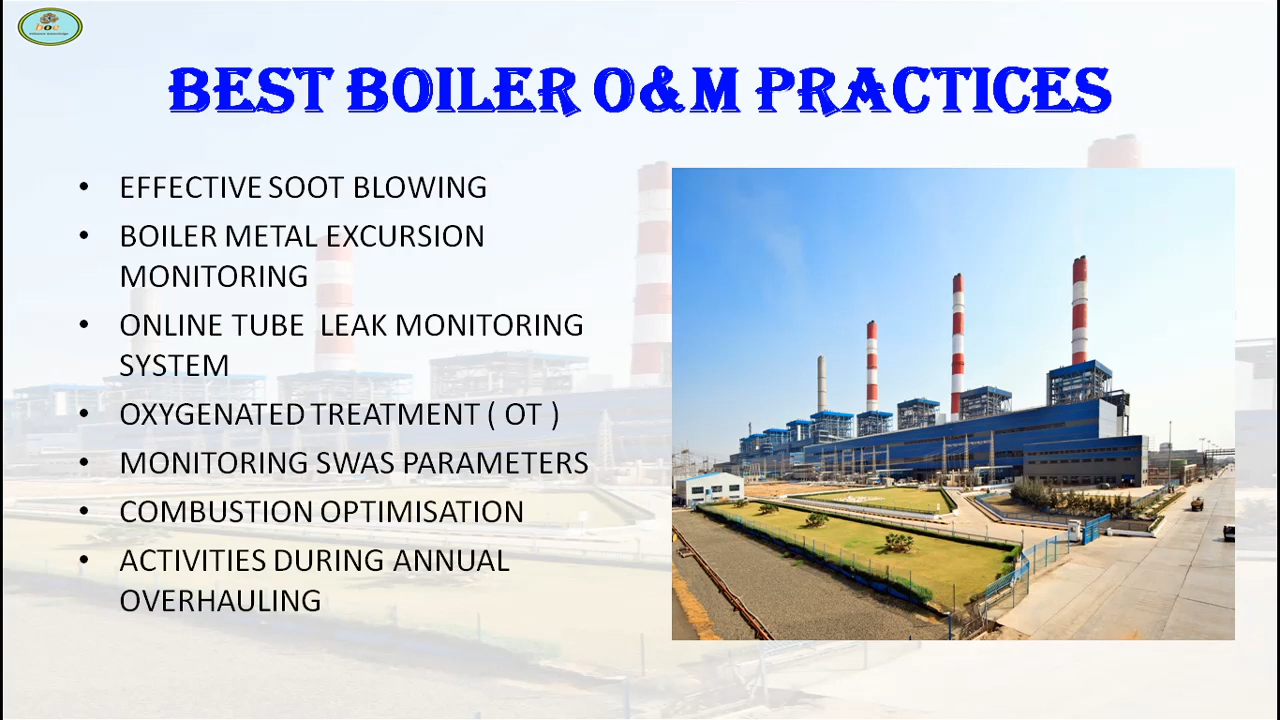 BEST BOILER O&M PRACTICES
• EFFECTIVE SOOT BLOWING
• BOILER METAL EXCURSION
MONITORING
• ONLINE TUBE LEAK MONITORING
SYSTEM
• OXYGENATED TREATMENT ( OT )
• MONITORING SWAS PARAMETERS
• COMBUSTION OPTIMISATION
• ACTIVITIES DURING ANNUAL
OVERHAULING